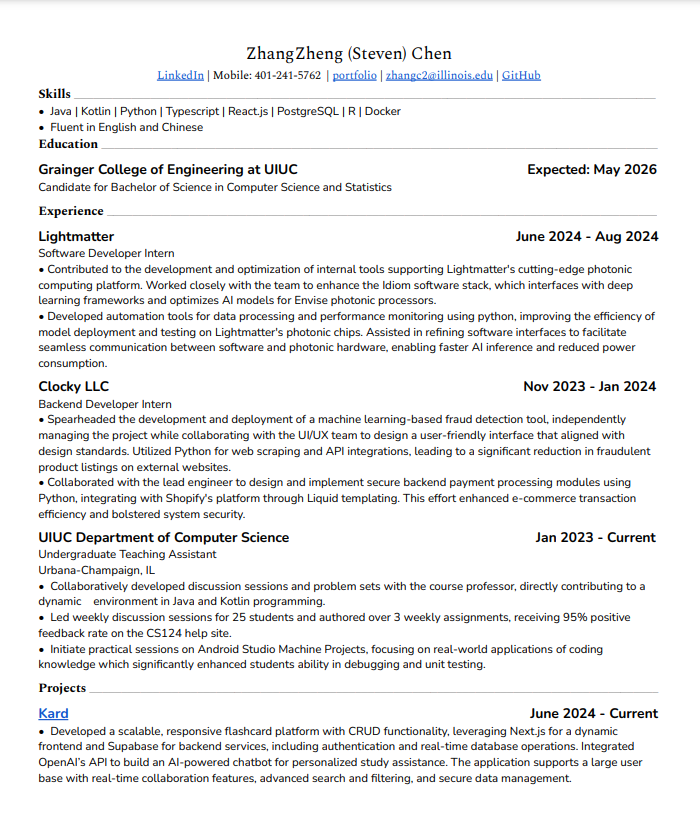 ZhangZheng (Steven) Chen
LinkedIn | Mobile: 401-241-5762 | portfolio | zhangc2@illinois.edu | GitHub
Skills
• Java | Kotlin | Python | Typescript | React.js | PostgreSQL | R | Docker
• Fluent in English and Chinese
Education
Grainger College of Engineering at UIUC Expected: May 2026
Candidate for Bachelor of Science in Computer Science and Statistics
Experience
Lightmatter June 2024 - Aug 2024
Software Developer Intern
• Contributed to the development and optimization of internal tools supporting Lightmatter's cutting-edge photonic
computing platform. Worked closely with the team to enhance the Idiom software stack, which interfaces with deep
learning frameworks and optimizes AI models for Envise photonic processors.
• Developed automation tools for data processing and performance monitoring using python, improving the efficiency of
model deployment and testing on Lightmatter's photonic chips. Assisted in refining software interfaces to facilitate
seamless communication between software and photonic hardware, enabling faster AI inference and reduced power
consumption.
Clocky LLC Nov 2023 - Jan 2024
Backend Developer Intern
• Spearheaded the development and deployment of a machine learning-based fraud detection tool, independently
managing the project while collaborating with the UI/UX team to design a user-friendly interface that aligned with
design standards. Utilized Python for web scraping and API integrations, leading to a significant reduction in fraudulent
product listings on external websites.
• Collaborated with the lead engineer to design and implement secure backend payment processing modules using
Python, integrating with Shopify's platform through Liquid templating. This effort enhanced e-commerce transaction
efficiency and bolstered system security.
UIUC Department of Computer Science Jan 2023 - Current
Undergraduate Teaching Assistant
Urbana-Champaign, IL
• Collaboratively developed discussion sessions and problem sets with the course professor, directly contributing to a
dynamic environment in Java and Kotlin programming.
• Led weekly discussion sessions for 25 students and authored over 3 weekly assignments, receiving 95% positive
feedback rate on the CS124 help site.
• Initiate practical sessions on Android Studio Machine Projects, focusing on real-world applications of coding
knowledge which significantly enhanced students ability in debugging and unit testing.
Projects
Kard June 2024 - Current
• Developed a scalable, responsive flashcard platform with CRUD functionality, leveraging Next.js for a dynamic
frontend and Supabase for backend services, including authentication and real-time database operations. Integrated
OpenAI's API to build an AI-powered chatbot for personalized study assistance. The application supports a large user
base with real-time collaboration features, advanced search and filtering, and secure data management.